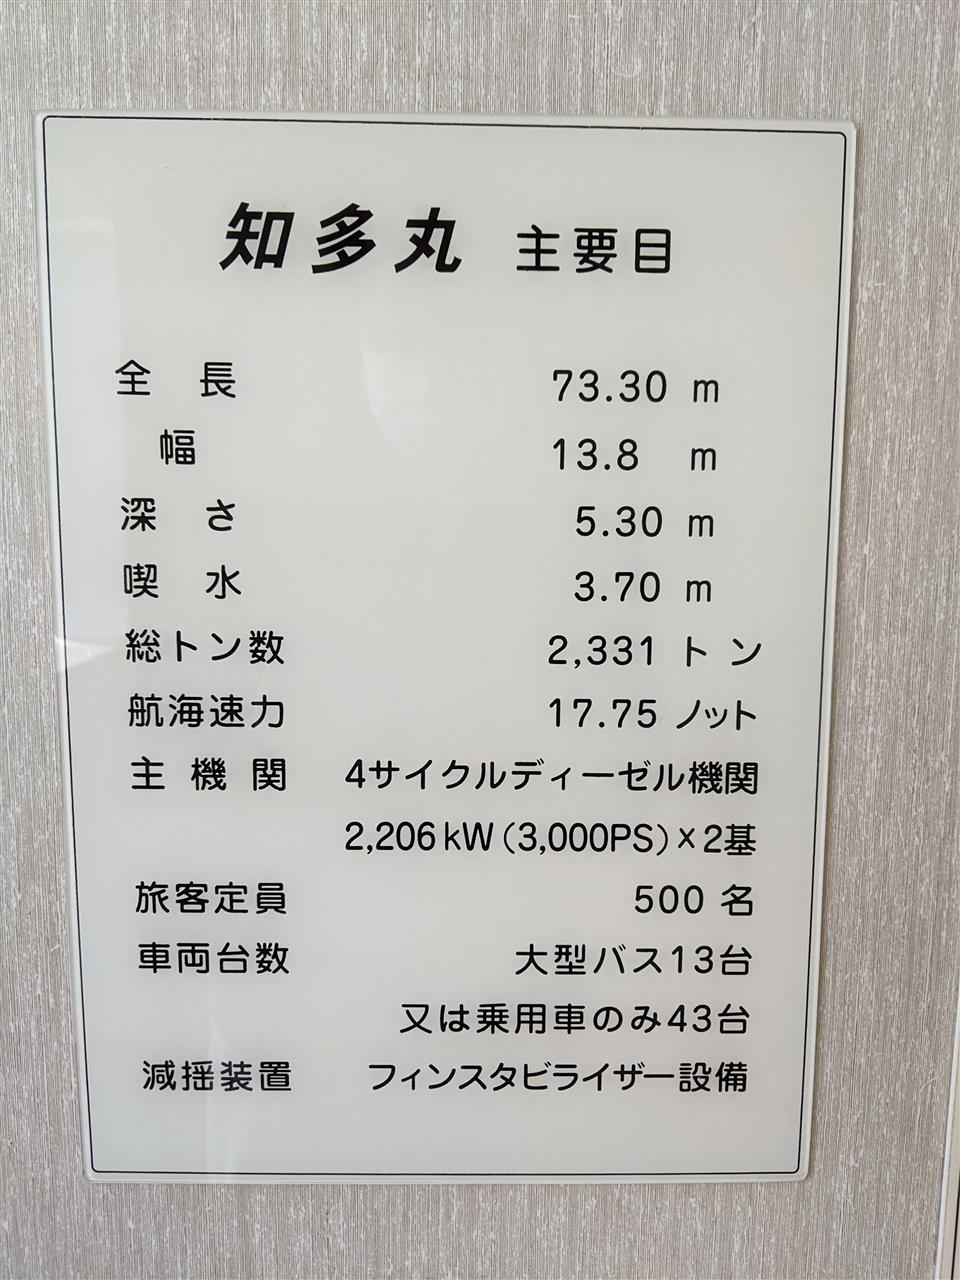 知多丸 主要目
全長 73.30 m
幅 13.8 m
深さ 5.30 m
喫水 3.70 m
総トン数 2,331 トン
航海速力 17.75 ノット
主機関 4サイクルディーゼル機関
2,206kW(3,000PS)×2基
旅客定員 500 名
車両台数 大型バス13台
又は乗用車のみ43台
減揺装置 フィンスタビライザー設備